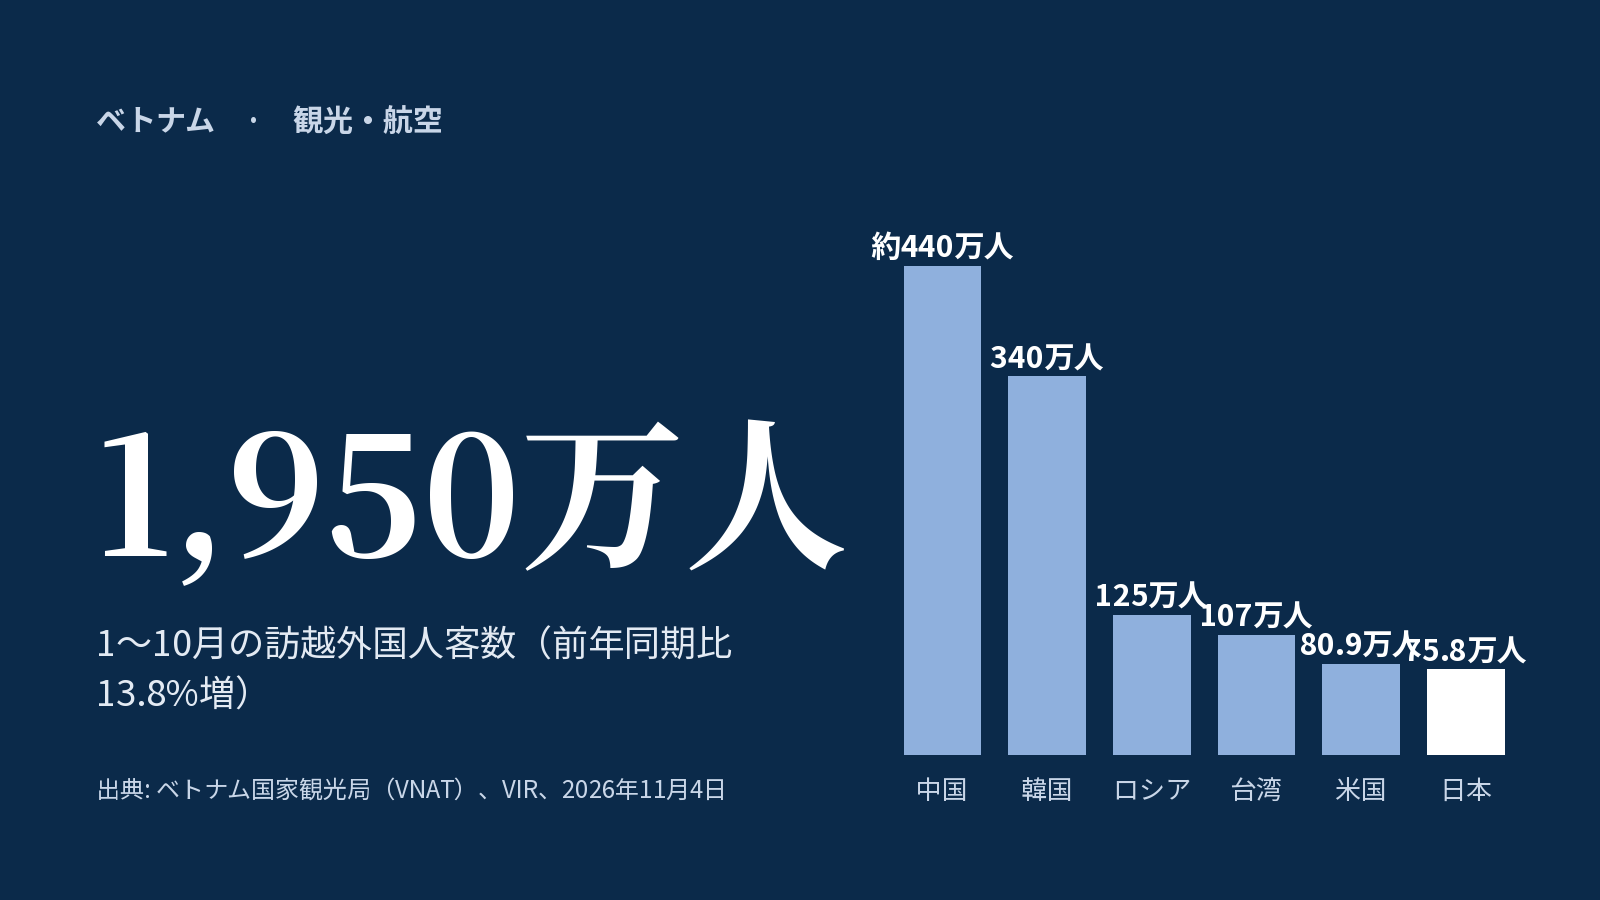 ベトナム ・ 観光・航空
1,950万人
1〜10月の訪越外国人客数（前年同期比
13.8%増）
出典: ベトナム国家観光局（VNAT）、VIR、2026年11月4日
約440万人
340万人
125万人
107万人
80.9万人
75.8万人
中国
韓国
ロシア
台湾
米国
日本